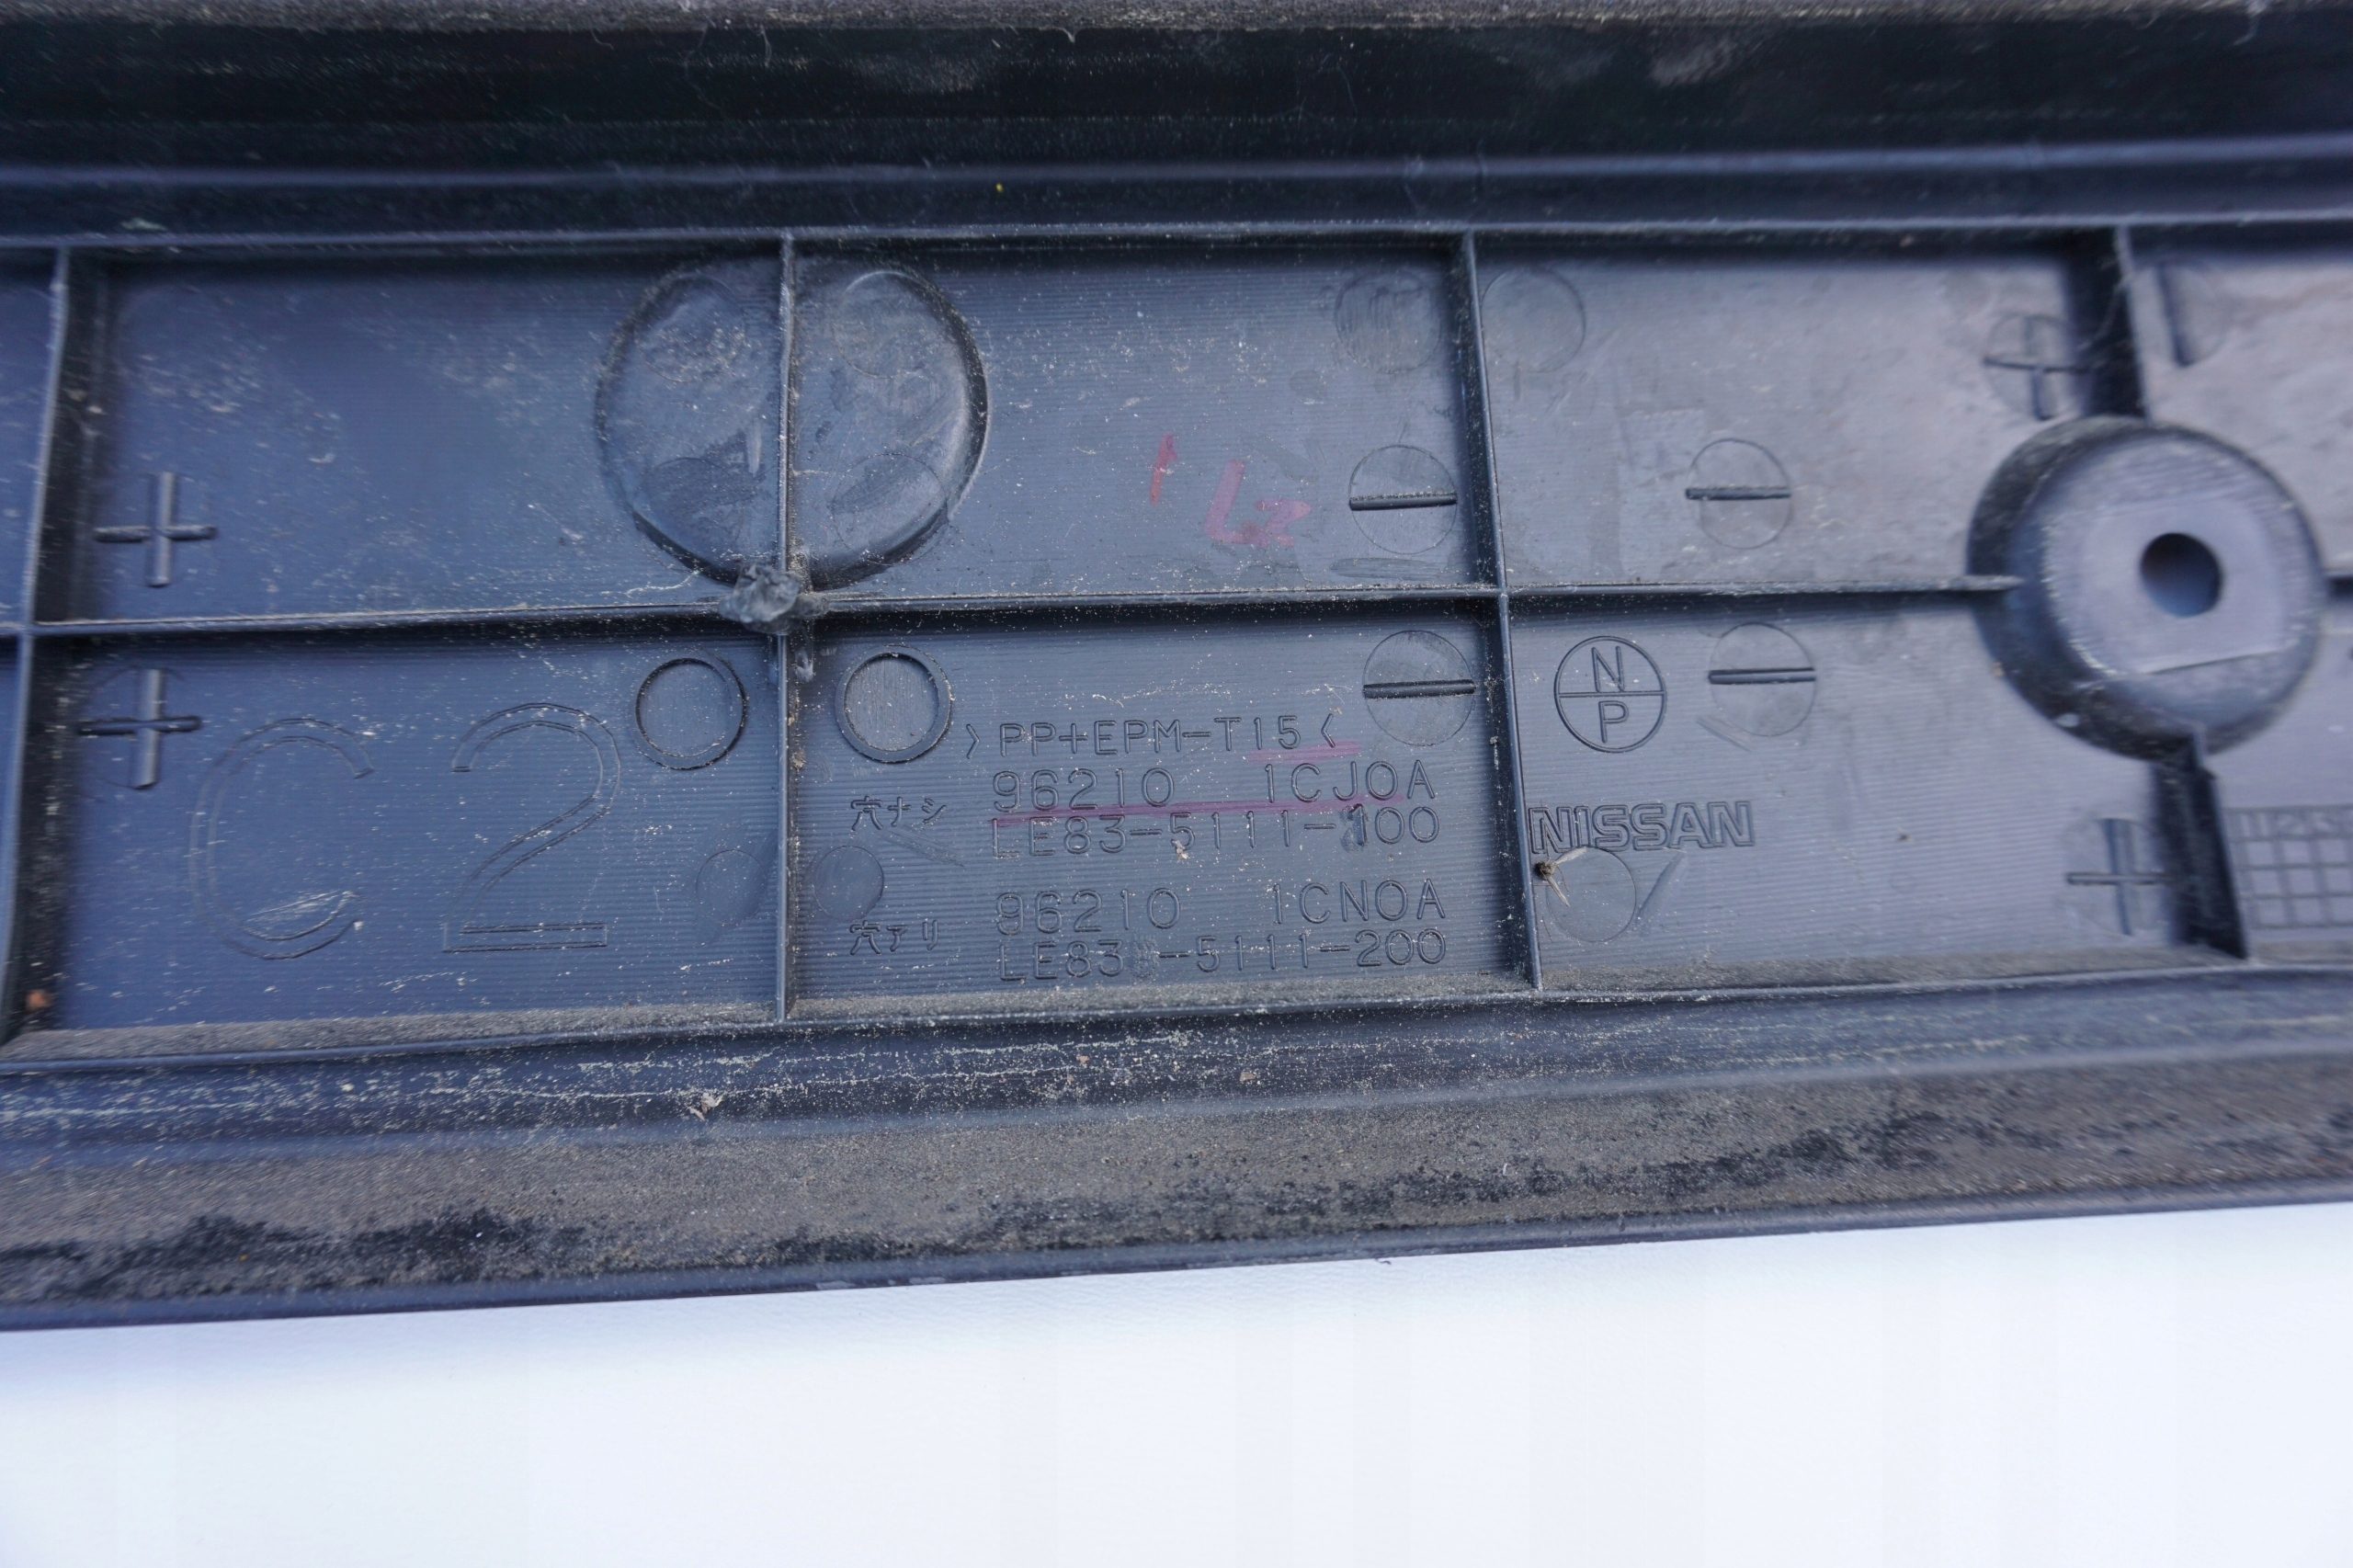 Lz
N
P
>PP+EPM-T15<
穴ナシ 96210 1CJ0A
LE83-5111-100
NISSAN
C2
穴アリ 96210 1CN0A
LE83-5111-200